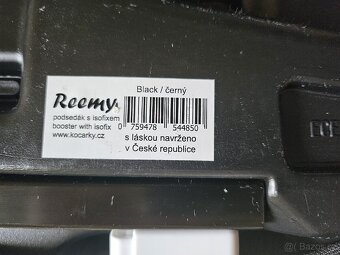 Black / černý
Reemy
podsedák s isofixem
booster with isofix
www.kocarky.cz
0 759478 544850
s láskou navrženo
v České republice